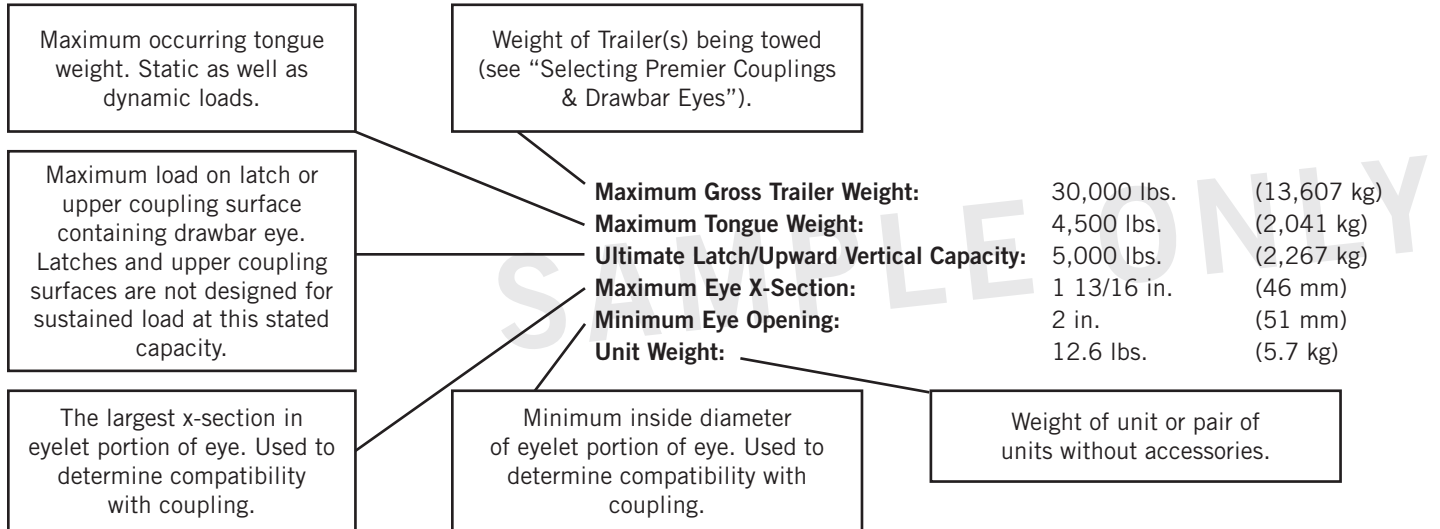 Maximum occurring tongue
weight. Static as well as
dynamic loads.
Weight of Trailer(s) being towed
(see “Selecting Premier Couplings
& Drawbar Eyes”).
Maximum load on latch or
upper coupling surface
containing drawbar eye.
Latches and upper coupling
surfaces are not designed for
sustained load at this stated
capacity.
Maximum Gross Trailer Weight: 30,000 lbs. (13,607 kg)
Maximum Tongue Weight: 4,500 lbs. (2,041 kg)
Ultimate Latch/Upward Vertical Capacity: 5,000 lbs. (2,267 kg)
Maximum Eye X-Section: 1 13/16 in. (46 mm)
Minimum Eye Opening: 2 in. (51 mm)
Unit Weight: 12.6 lbs. (5.7 kg)
SAMPLE ONLY
The largest x-section in
eyelet portion of eye. Used to
determine compatibility
with coupling.
Minimum inside diameter
of eyelet portion of eye. Used to
determine compatibility with
coupling.
Weight of unit or pair of
units without accessories.